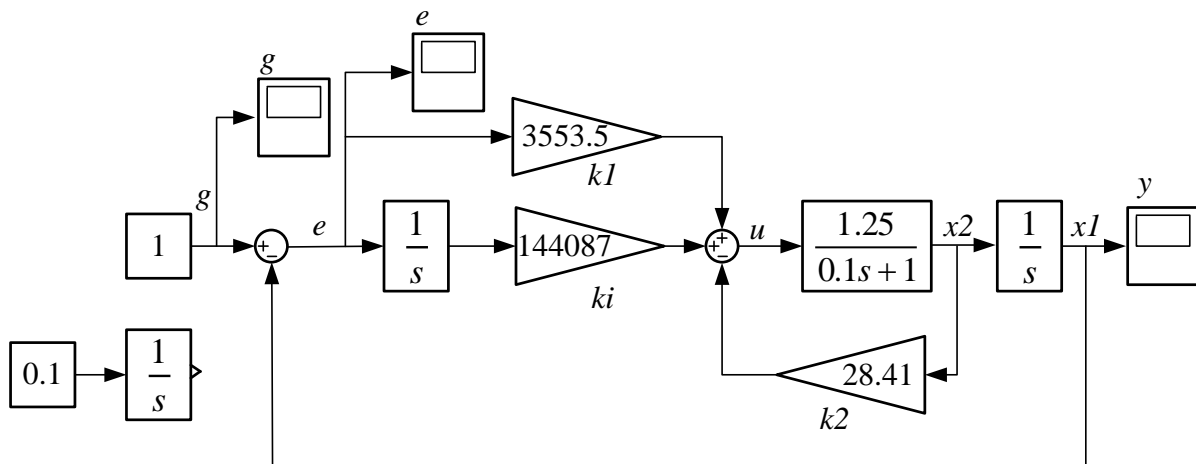 e
g
3553.5
k1
g
1
+
−
e
1
s
144087
ki
+
+
−
u
1.25
0.1s+1
x2
1
s
x1
y
0.1
1
s
28.41
k2